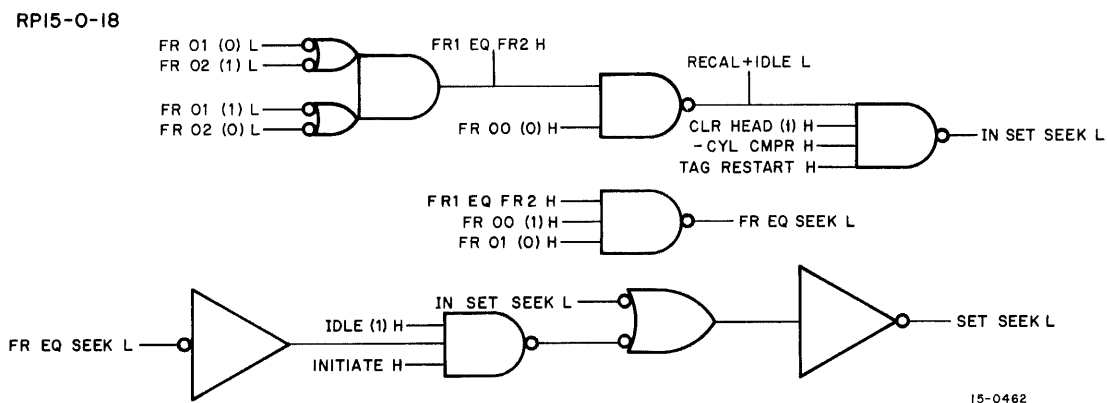 RP15-0-18
FR 01 (0) L
FR 02 (1) L
FR1 EQ FR2 H
FR 01 (1) L
FR 02 (0) L
FR 00 (0) H
RECAL+IDLE L
CLR HEAD (1) H
-CYL CMPR H
TAG RESTART H
IN SET SEEK L
FR1 EQ FR2 H
FR 00 (1) H
FR 01 (0) H
FR EQ SEEK L
FR EQ SEEK L
IDLE (1) H
INITIATE H
IN SET SEEK L
SET SEEK L
15-0462